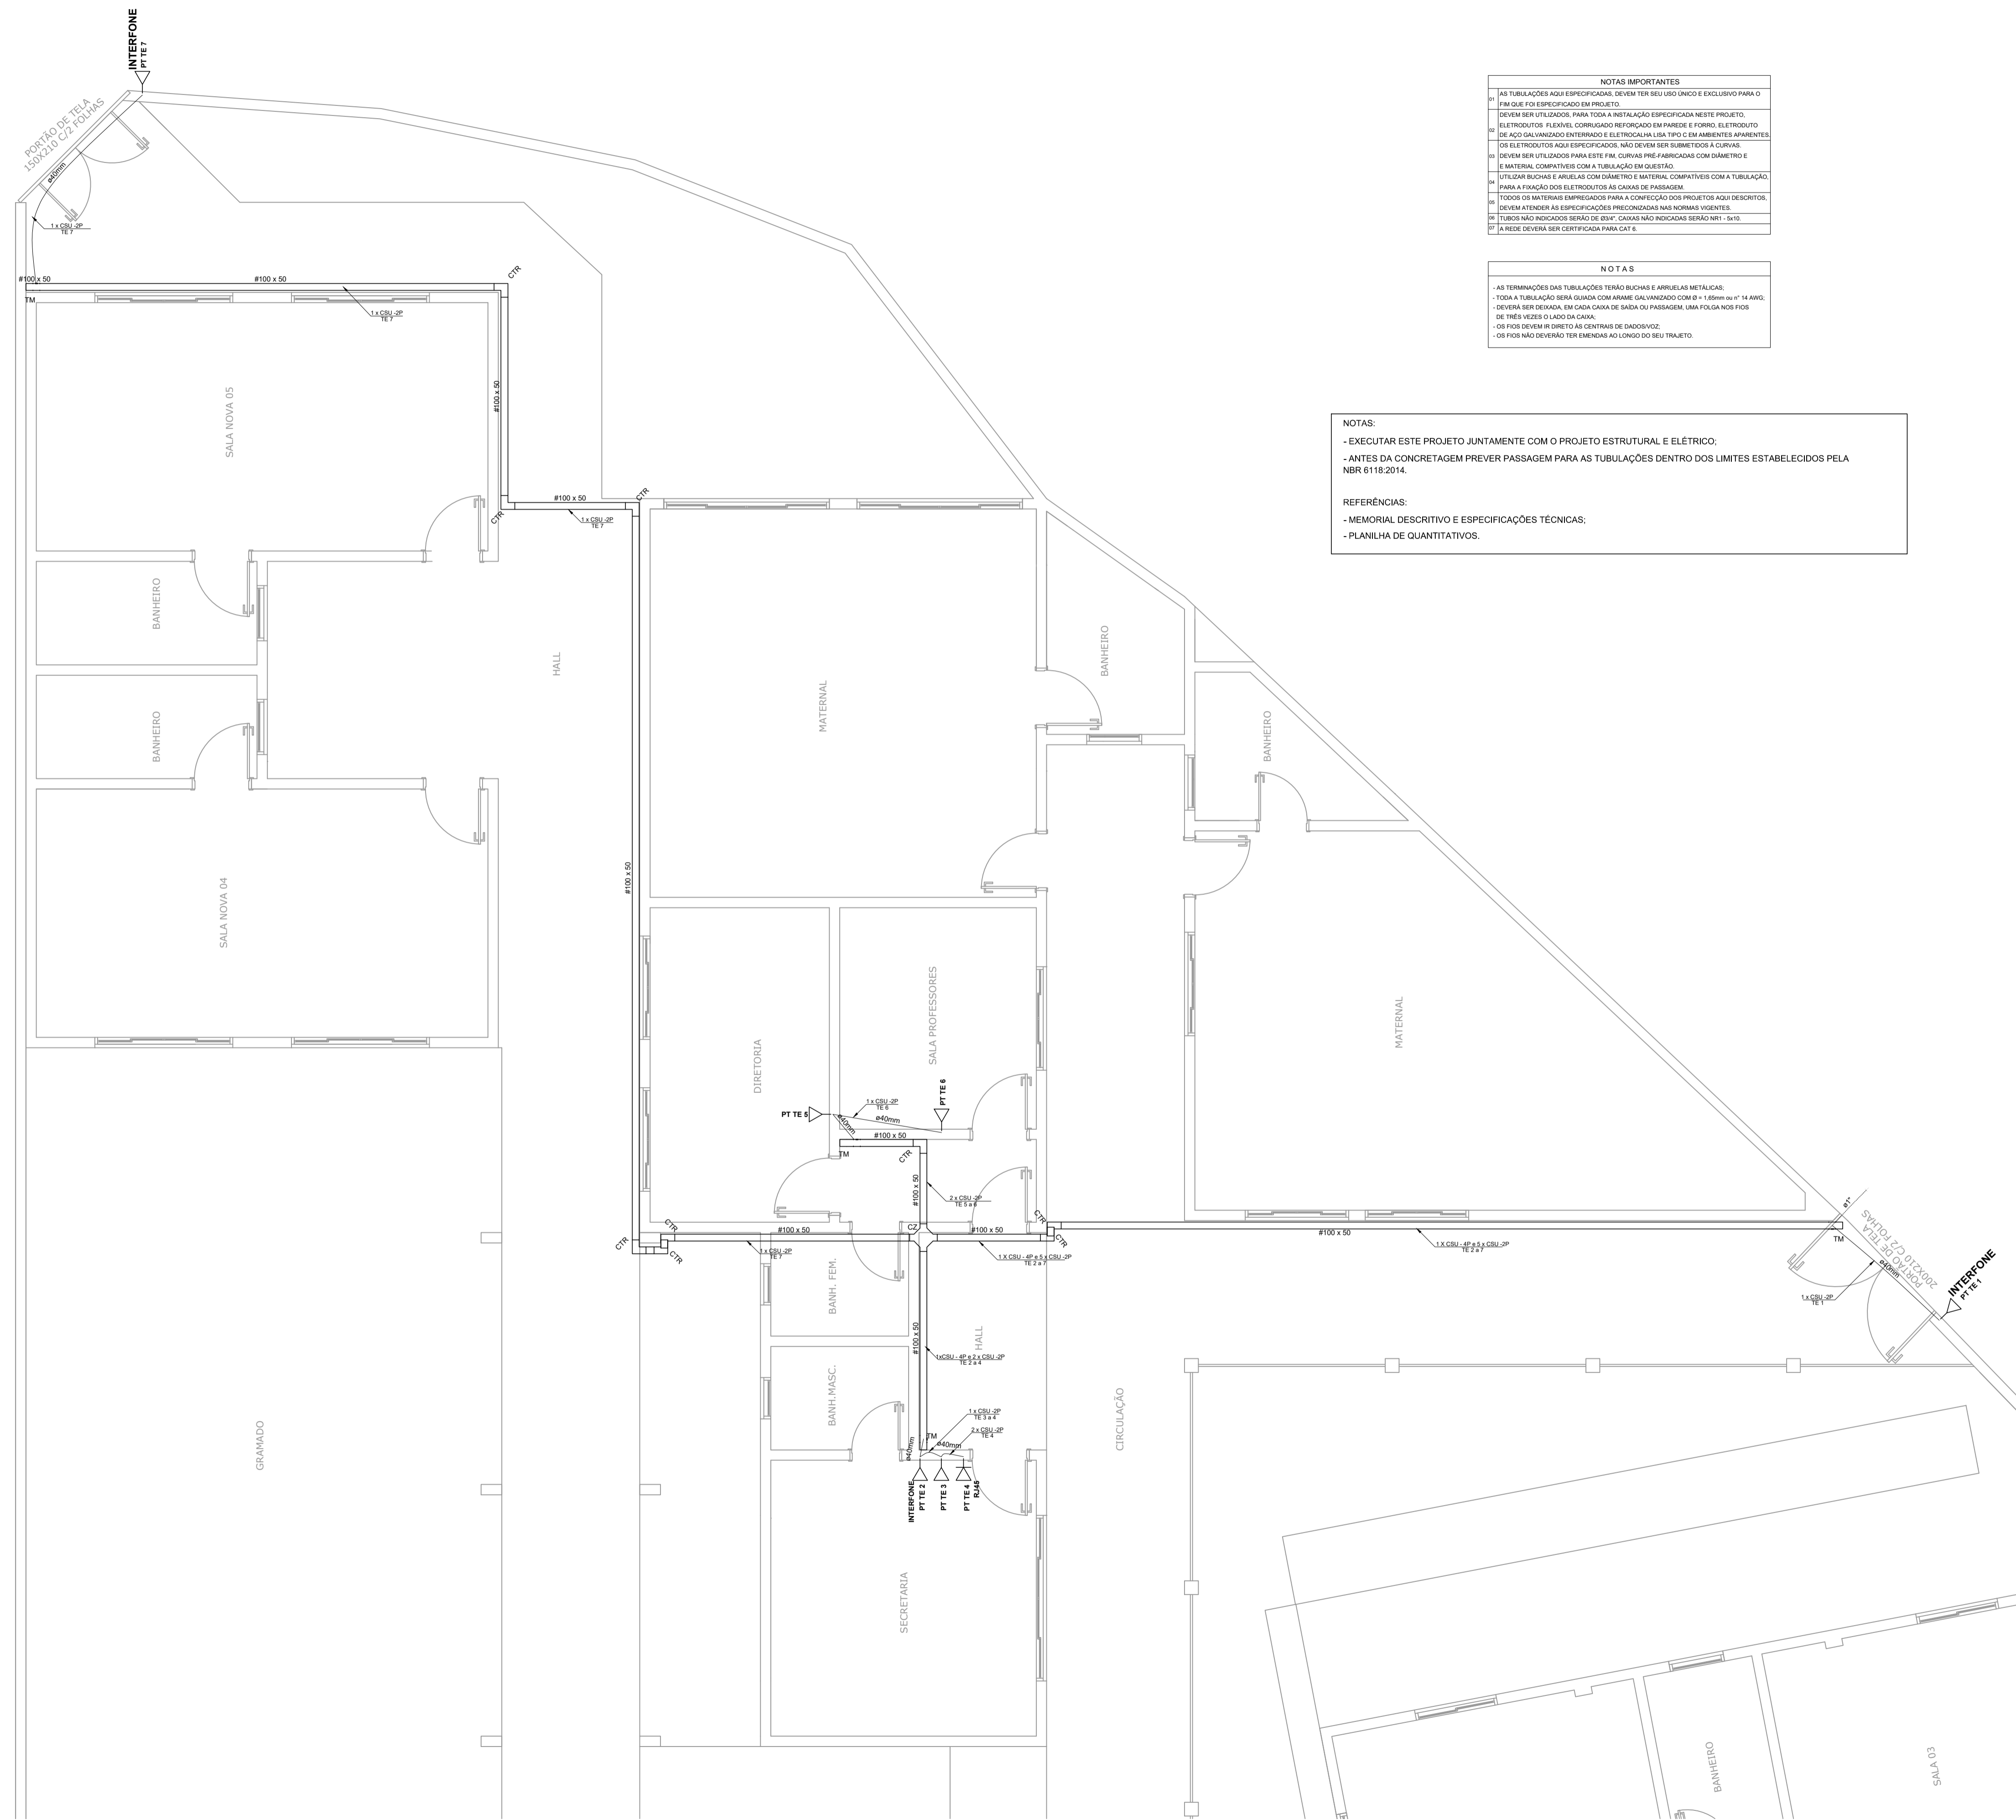 INTERFONE
PT TE 7
PORTÃO DE TELA
150X210 C/2 FOLHAS
ø40mm
1 x CSU -2P
TE 7
#100 x 50
TM
#100 x 50
CTR
1 x CSU -2P
TE 7
#100 x 50
SALA NOVA 05
CTR
#100 x 50
CTR
1 x CSU -2P
TE 7
BANHEIRO
HALL
BANHEIRO
SALA NOVA 04
#100 x 50
MATERNAL
BANHEIRO
BANHEIRO
MATERNAL
NOTAS IMPORTANTES
01 AS TUBULAÇÕES AQUI ESPECIFICADAS, DEVEM TER SEU USO ÚNICO E EXCLUSIVO PARA O
FIM QUE FOI ESPECIFICADO EM PROJETO.
02 DEVEM SER UTILIZADOS, PARA TODA A INSTALAÇÃO ESPECIFICADA NESTE PROJETO,
ELETRODUTOS FLEXÍVEL CORRUGADO REFORÇADO EM PAREDE E FORRO, ELETRODUTO
DE AÇO GALVANIZADO ENTERRADO E ELETROCALHA LISA TIPO C EM AMBIENTES APARENTES.
03 OS ELETRODUTOS AQUI ESPECIFICADOS, NÃO DEVEM SER SUBMETIDOS À CURVAS.
DEVEM SER UTILIZADOS PARA ESTE FIM, CURVAS PRÉ-FABRICADAS COM DIÂMETRO E
E MATERIAL COMPATÍVEIS COM A TUBULAÇÃO EM QUESTÃO.
04 UTILIZAR BUCHAS E ARUELAS COM DIÂMETRO E MATERIAL COMPATÍVEIS COM A TUBULAÇÃO,
PARA A FIXAÇÃO DOS ELETRODUTOS ÀS CAIXAS DE PASSAGEM.
05 TODOS OS MATERIAIS EMPREGADOS PARA A CONFECÇÃO DOS PROJETOS AQUI DESCRITOS,
DEVEM ATENDER ÀS ESPECIFICAÇÕES PRECONIZADAS NAS NORMAS VIGENTES.
06 TUBOS NÃO INDICADOS SERÃO DE Ø3/4", CAIXAS NÃO INDICADAS SERÃO NR1 - 5x10.
07 A REDE DEVERÁ SER CERTIFICADA PARA CAT 6.
N O T A S
- AS TERMINAÇÕES DAS TUBULAÇÕES TERÃO BUCHAS E ARRUELAS METÁLICAS;
- TODA A TUBULAÇÃO SERÁ GUIADA COM ARAME GALVANIZADO COM Ø = 1,65mm ou n° 14 AWG;
- DEVERÁ SER DEIXADA, EM CADA CAIXA DE SAÍDA OU PASSAGEM, UMA FOLGA NOS FIOS
DE TRÊS VEZES O LADO DA CAIXA;
- OS FIOS DEVEM IR DIRETO ÀS CENTRAIS DE DADOS/VOZ;
- OS FIOS NÃO DEVERÃO TER EMENDAS AO LONGO DO SEU TRAJETO.
NOTAS:
- EXECUTAR ESTE PROJETO JUNTAMENTE COM O PROJETO ESTRUTURAL E ELÉTRICO;
- ANTES DA CONCRETAGEM PREVER PASSAGEM PARA AS TUBULAÇÕES DENTRO DOS LIMITES ESTABELECIDOS PELA
NBR 6118:2014.
REFERÊNCIAS:
- MEMORIAL DESCRITIVO E ESPECIFICAÇÕES TÉCNICAS;
- PLANILHA DE QUANTITATIVOS.
DIRETORIA
SALA PROFESSORES
PT TE 5
PT TE 6
1 x CSU -2P
TE 6
ø40mm
ø40mm
#100 x 50
TM
CTR
#100 x 50
2 x CSU -2P
TE 5 a 6
CZ
CTR
CTR
CTR
#100 x 50
1 x CSU -2P
TE 7
#100 x 50
CTR
CTR
1 X CSU - 4P e 5 x CSU -2P
TE 2 a 7
#100 x 50
1 X CSU - 4P e 5 x CSU -2P
TE 2 a 7
TM
ø1"
PORTÃO DE TELA
200X210 C/2 FOLHAS
ø40mm
1 x CSU -2P
TE 1
INTERFONE
PT TE 1
BANH. FEM.
BANH.MASC.
HALL
#100 x 50
1xCSU - 4P e 2 x CSU -2P
TE 2 a 4
1 x CSU -2P
TE 3 a 4
2 x CSU -2P
TE 4
TM
ø40mm
ø40mm
INTERFONE
PT TE 2
PT TE 3
PT TE 4
RJ45
CIRCULAÇÃO
GRAMADO
SECRETARIA
BANHEIRO
SALA 03